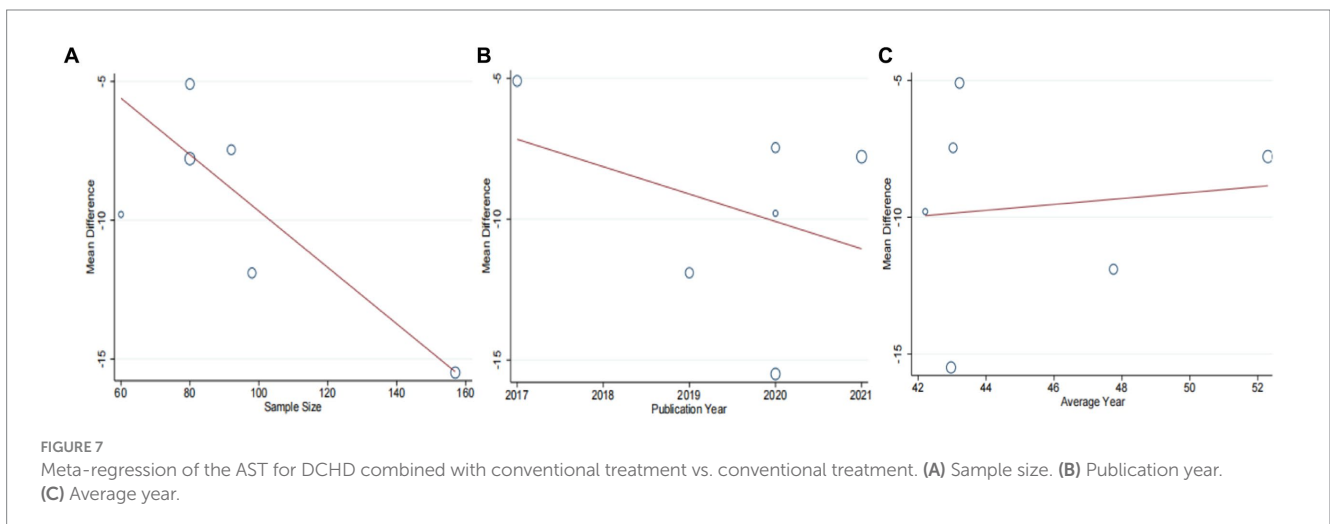 A
-5
-10
-15
Mean Difference
60
80
100
120
140
160
Sample Size
B
-5
-10
-15
Mean Difference
2017
2018
2019
2020
2021
Publication Year
C
-5
-10
-15
Mean Difference
42
44
46
48
50
52
Average Year
FIGURE 7
Meta-regression of the AST for DCHD combined with conventional treatment vs. conventional treatment. (A) Sample size. (B) Publication year.
(C) Average year.